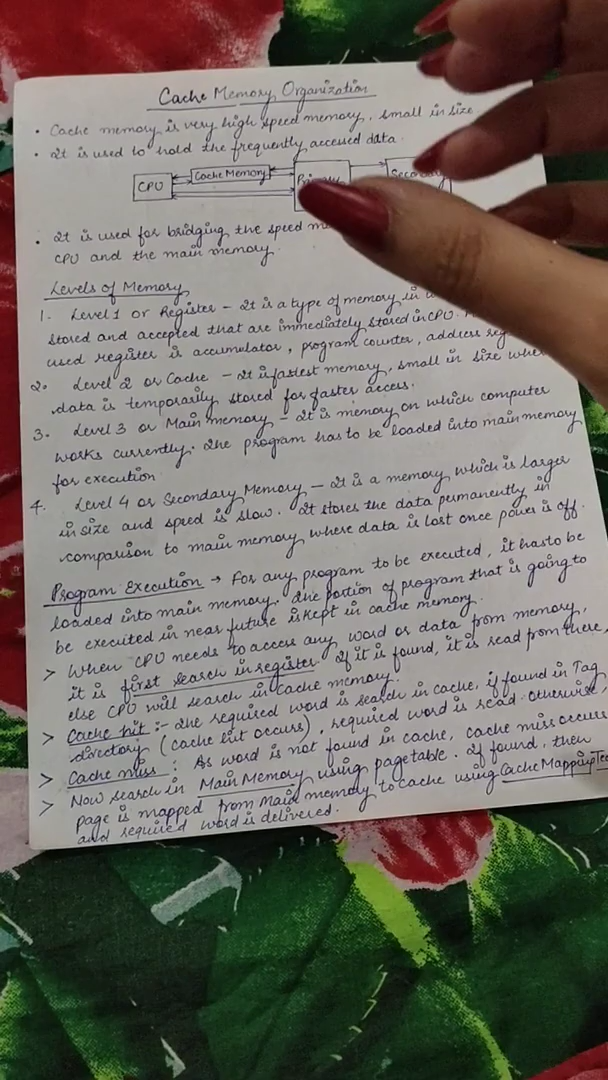 Cache Memory Organization
• Cache memory is very high speed memory, small in size
• It is used to hold the frequently accessed data.
CPU Cache Memory Primary Secondary
• It is used for bridging the speed
CPU and the main memory.
Levels of Memory
1. Level 1 or Register - It is a type of memory in
stored and accepted that are immediately stored in CPU.
used register is accumulator, program counter, address
2. Level 2 or Cache - It is fastest memory, small in size where
data is temporarily stored for faster access.
3. Level 3 or Main memory - It is memory on which computer
works currently. The program has to be loaded into main memory
for execution
4. Level 4 or Secondary Memory - It is a memory which is larger
in size and speed is slow. It stores the data permanently in
comparison to main memory where data is lost once power is off.
Program Execution → For any program to be executed, it has to be
loaded into main memory. The portion of program that is going to
be executed in near future is kept in cache memory.
> When CPU needs to access any word or data from memory,
it is first search in register. If it is found, it is read from there,
else CPU will search in cache memory.
> Cache hit :- The required word is search in cache, if found in Tag
directory (cache hit occurs), required word is read. Otherwise
> Cache miss : As word is not found in cache, cache miss occurs
> Now search in Main Memory using page table. If found, then
page is mapped from main memory to cache using Cache Mapping
and required word is delivered.